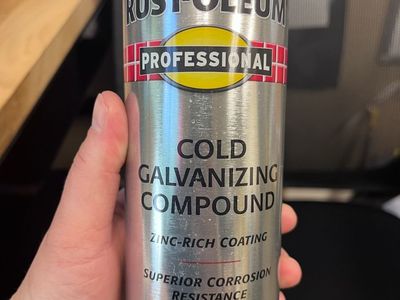 RUST-OLEUM
PROFESSIONAL
COLD
GALVANIZING
COMPOUND
ZINC-RICH COATING
SUPERIOR CORROSION
RESISTANCE